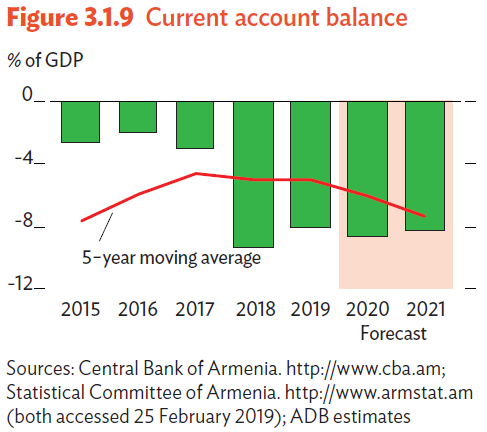 Figure 3.1.9 Current account balance
% of GDP
0
-4
-8
-12
5-year moving average
2015 2016 2017 2018 2019 2020 2021
Forecast
Sources: Central Bank of Armenia. http://www.cba.am;
Statistical Committee of Armenia. http://www.armstat.am
(both accessed 25 February 2019); ADB estimates